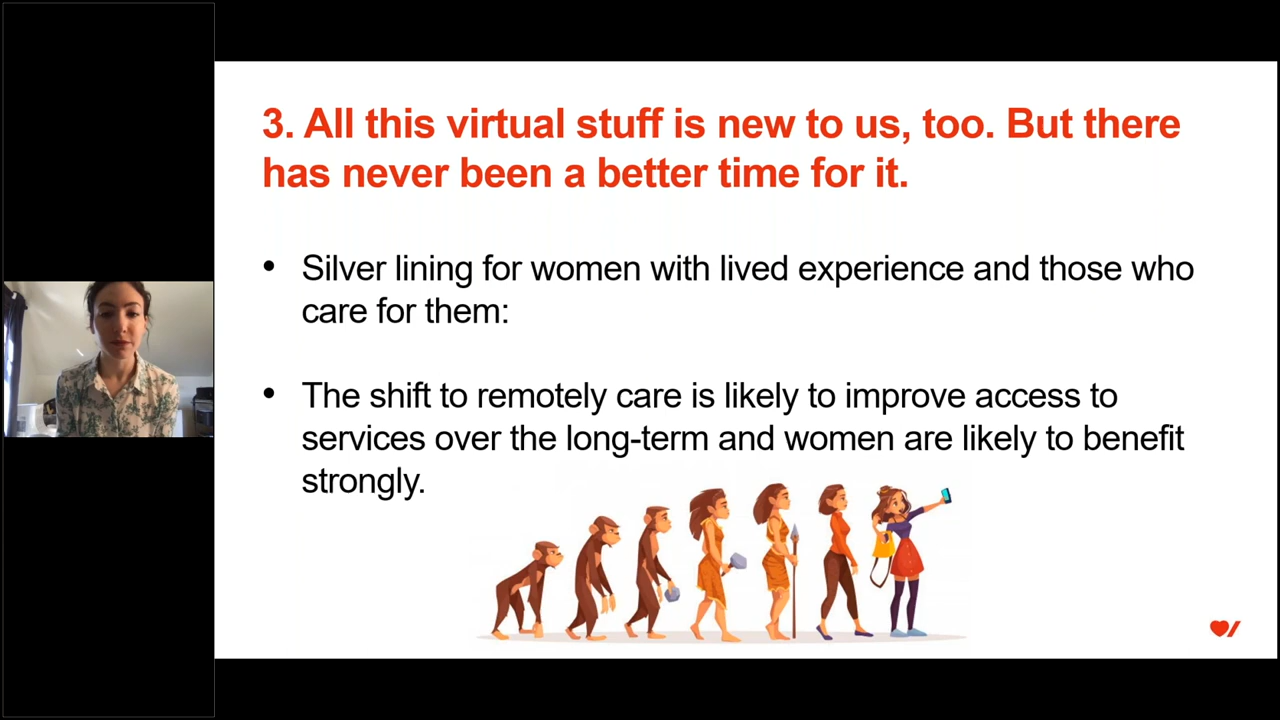 3. All this virtual stuff is new to us, too. But there
has never been a better time for it.
• Silver lining for women with lived experience and those who
care for them:
• The shift to remotely care is likely to improve access to
services over the long-term and women are likely to benefit
strongly.